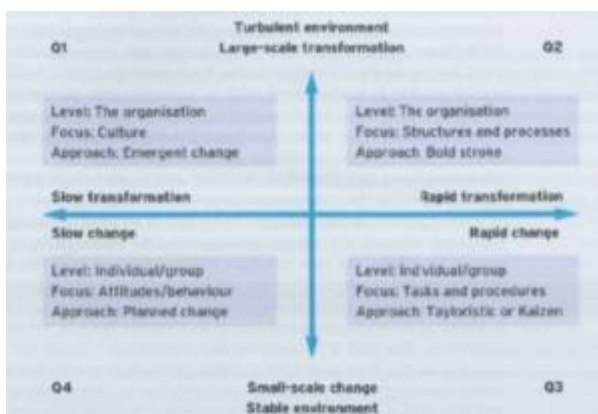 Turbulent environment
Q1 Large-scale transformation Q2
Level: The organisation
Focus: Culture
Approach: Emergent change
Level: The organisation
Focus: Structures and processes
Approach: Bold stroke
Slow transformation Rapid transformation
Slow change Rapid change
Level: Individual/group
Focus: Attitudes/behaviour
Approach: Planned change
Level: Individual/group
Focus: Tasks and procedures
Approach: Tayloristic or Kaizen
Q4 Small-scale change Q3
Stable environment